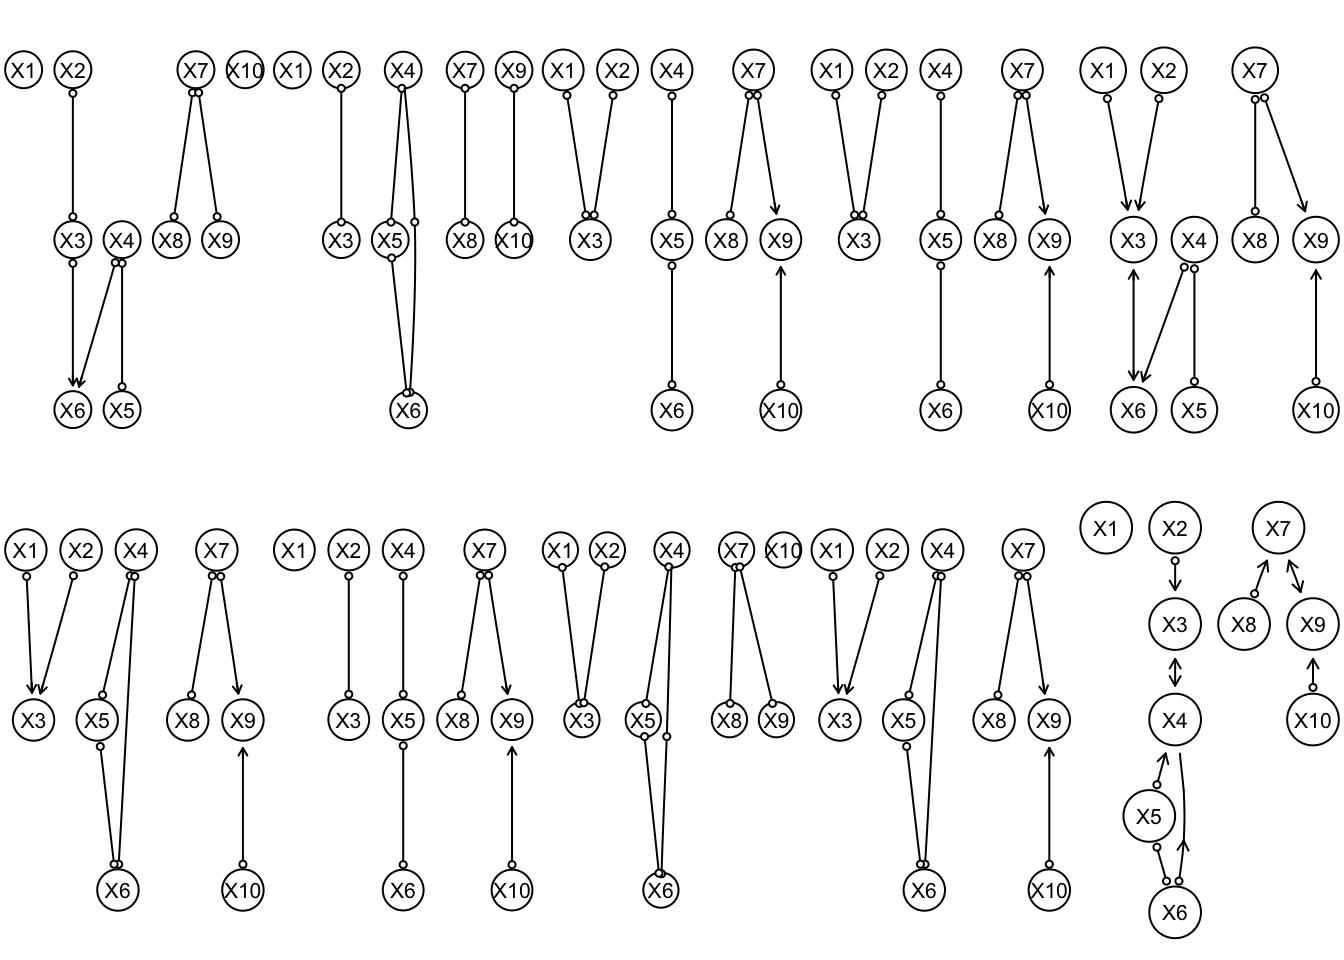 X1 X2 X7 X10 X1 X2 X4 X7 X9 X1 X2 X4 X7 X1 X2 X4 X7 X1 X2 X7
X3 X4 X8 X9 X3 X5 X8 X10 X3 X5 X8 X9 X3 X5 X8 X9 X3 X4 X8 X9
X6 X5 X6 X6 X10 X6 X10 X6 X5 X10
X1 X2 X7
X1 X2 X4 X7 X1 X2 X4 X7 X1 X2 X4 X7 X10 X1 X2 X4 X7
X3 X8 X9
X3 X5 X8 X9 X3 X5 X8 X9 X3 X5 X8 X9 X3 X5 X8 X9 X4 X10
X5
X6 X10 X6 X10 X6 X6 X10
X6